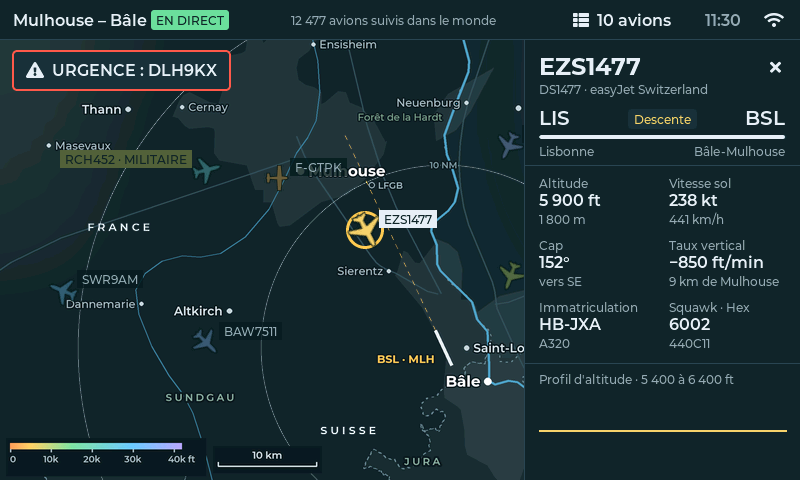 Mulhouse – Bâle EN DIRECT
12 477 avions suivis dans le monde
10 avions
11:30
URGENCE : DLH9KX
Ensisheim
Thann
Cernay
Neuenburg
Forêt de la Hardt
Masevaux
RCH452 · MILITAIRE
F-GTPK
ouse
10 NM
LFGB
FRANCE
EZS1477
Sierentz
SWR9AM
Dannemarie
Altkirch
BAW7511
BSL · MLH
Saint-Lo
Bâle
SUNDGAU
SUISSE
JURA
0 10k 20k 30k 40k ft
10 km
EZS1477
DS1477 · easyJet Switzerland
LIS Descente BSL
Lisbonne Bâle-Mulhouse
Altitude Vitesse sol
5 900 ft 238 kt
1 800 m 441 km/h
Cap Taux vertical
152° −850 ft/min
vers SE 9 km de Mulhouse
Immatriculation Squawk · Hex
HB-JXA 6002
A320 440C11
Profil d'altitude · 5 400 à 6 400 ft